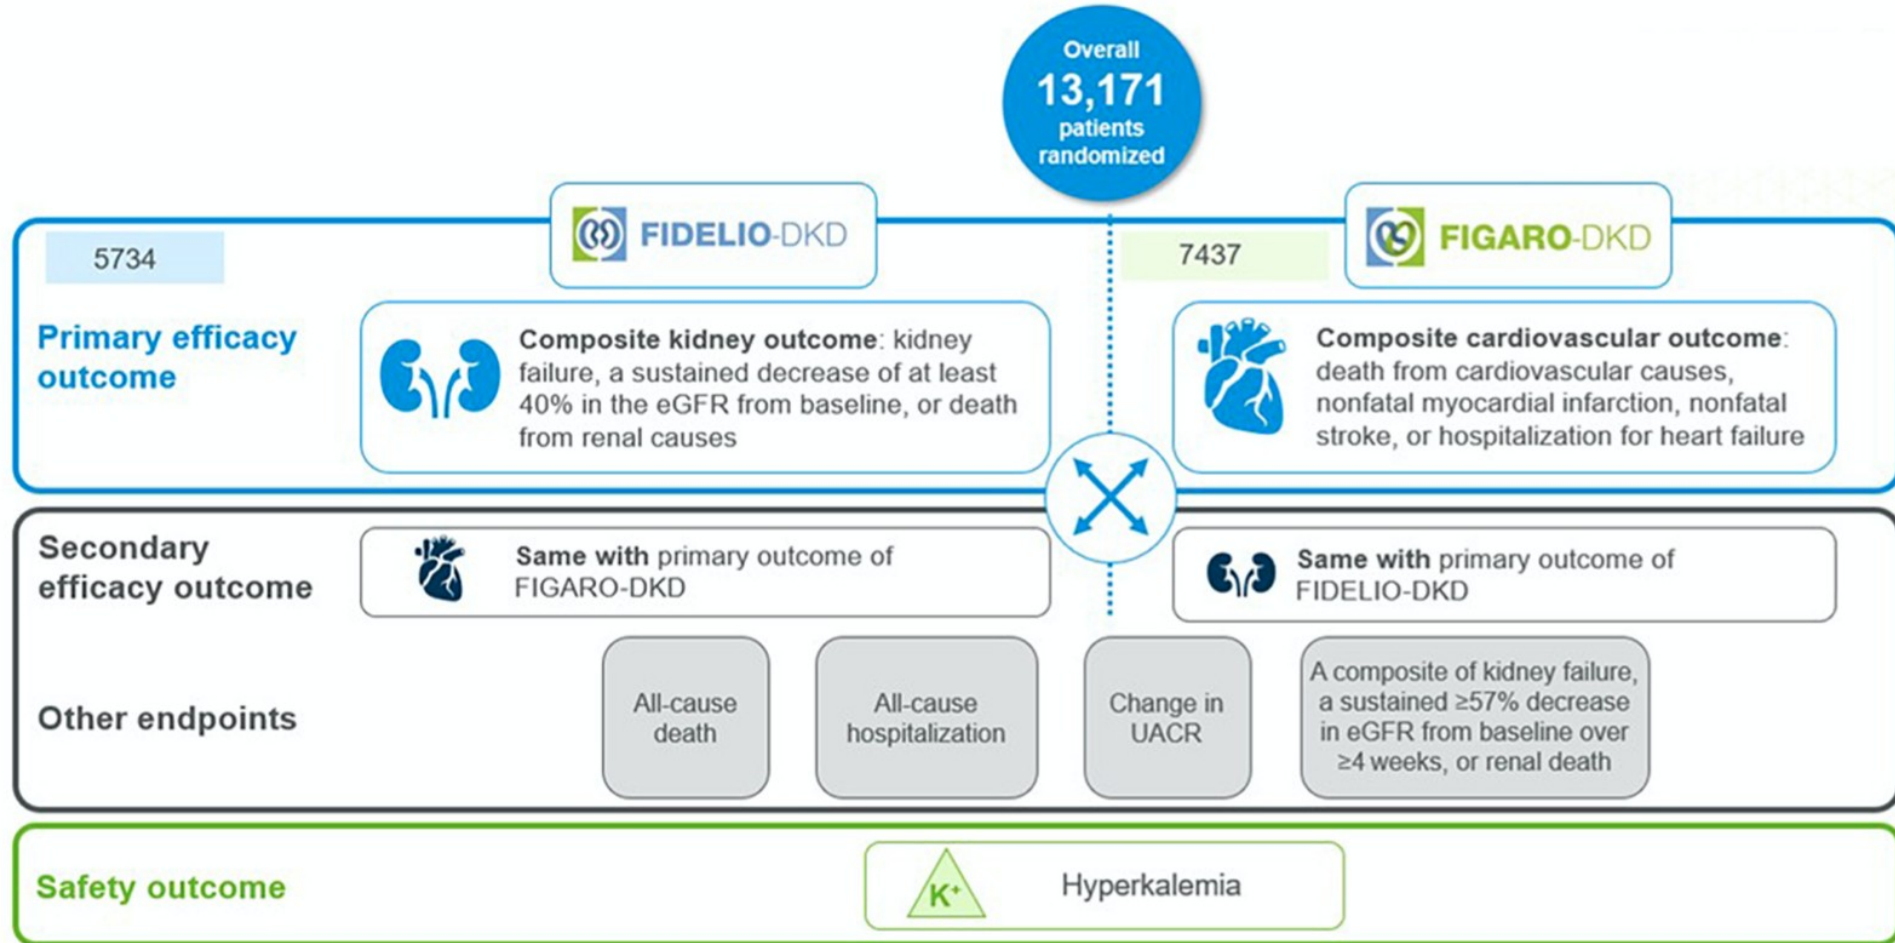 Overall
13,171
patients
randomized
FIDELIO-DKD
FIGARO-DKD
5734
7437
Primary efficacy
outcome
Composite kidney outcome: kidney
failure, a sustained decrease of at least
40% in the eGFR from baseline, or death
from renal causes
Composite cardiovascular outcome:
death from cardiovascular causes,
nonfatal myocardial infarction, nonfatal
stroke, or hospitalization for heart failure
Secondary
efficacy outcome
Same with primary outcome of
FIGARO-DKD
Same with primary outcome of
FIDELIO-DKD
Other endpoints
All-cause
death
All-cause
hospitalization
Change in
UACR
A composite of kidney failure,
a sustained ≥57% decrease
in eGFR from baseline over
≥4 weeks, or renal death
Safety outcome
K+
Hyperkalemia